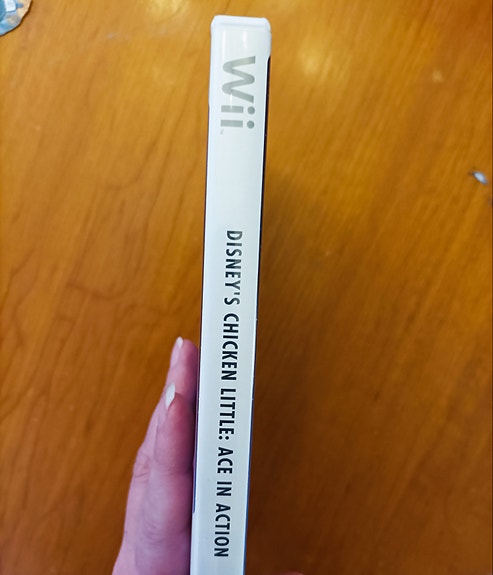 Wii
DISNEY'S CHICKEN LITTLE: ACE IN ACTION